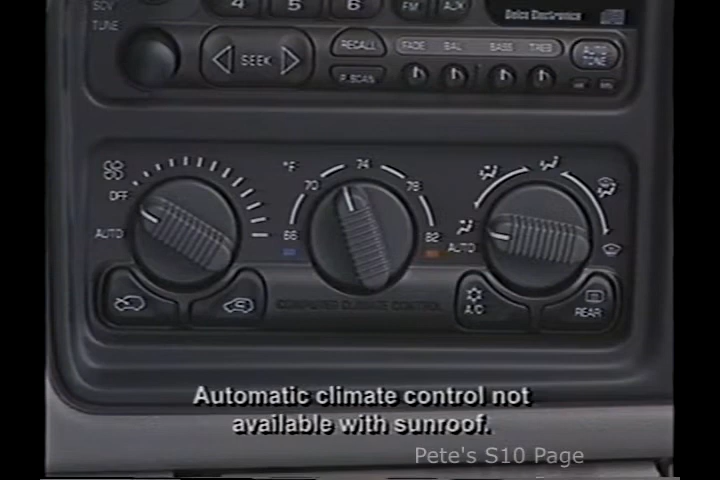 SCV
4 5 6 FM AUX
Delco Electronics
TUNE
SEEK
RECALL
P.SCAN
FADE BAL BASS TREB
AUTO
TONE
OFF
AUTO
°F
66 70 74 78 82
AUTO
COMPUTER CLIMATE CONTROL
A/C
REAR
Automatic climate control not
available with sunroof.
Pete's S10 Page